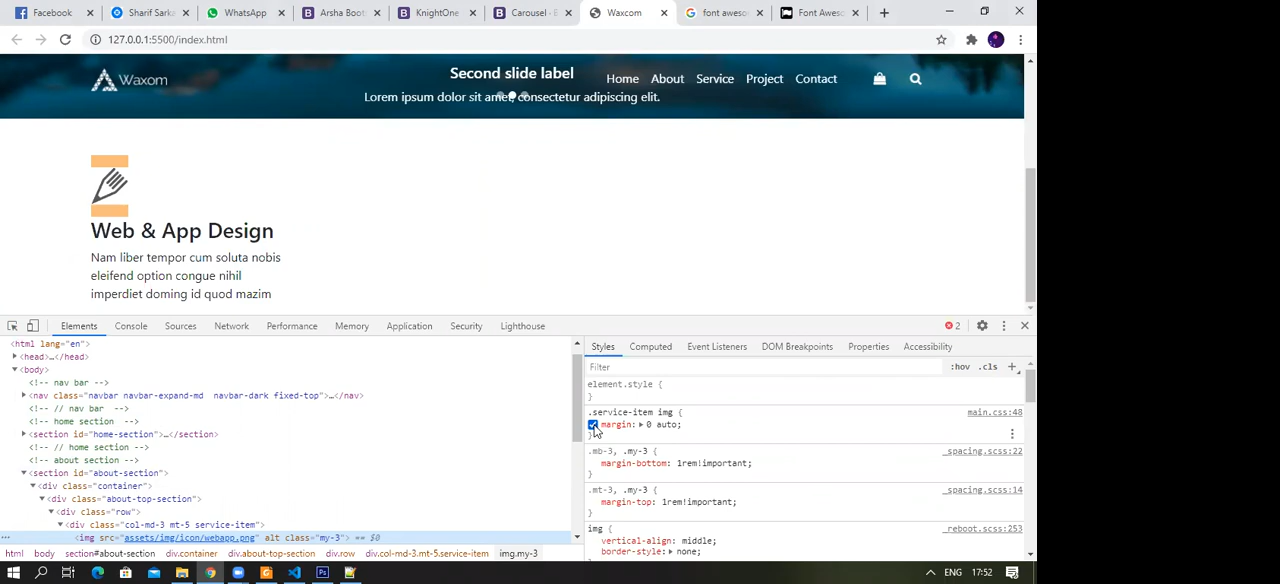 Facebook
Sharif Sarka
WhatsApp
Arsha Boot
KnightOne
Carousel · B
Waxcom
font aweso
Font Aweso
127.0.0.1:5500/index.html
Waxom
Second slide label
Home About Service Project Contact
Lorem ipsum dolor sit amet, consectetur adipiscing elit.
Web & App Design
Nam liber tempor cum soluta nobis
eleifend option congue nihil
imperdiet doming id quod mazim
Elements Console Sources Network Performance Memory Application Security Lighthouse
2
<html lang="en">
<head>…</head>
<body>
<!-- nav bar -->
<nav class="navbar navbar-expand-md navbar-dark fixed-top">…</nav>
<!-- // nav bar -->
<!-- home section -->
<section id="home-section">…</section>
<!-- // home section -->
<!-- about section -->
<section id="about-section">
<div class="container">
<div class="about-top-section">
<div class="row">
<div class="col-md-3 mt-5 service-item">
<img src="assets/img/icon/webapp.png" alt class="my-3"> == $0
html body section#about-section div.container div.about-top-section div.row div.col-md-3.mt-5.service-item img.my-3
Styles Computed Event Listeners DOM Breakpoints Properties Accessibility
Filter
:hov .cls +
element.style {
}
.service-item img {
main.css:48
margin: 0 auto;
}
.mb-3, .my-3 {
_spacing.scss:22
margin-bottom: 1rem!important;
}
.mt-3, .my-3 {
_spacing.scss:14
margin-top: 1rem!important;
}
img {
_reboot.scss:253
vertical-align: middle;
border-style: none;
ENG 17:52